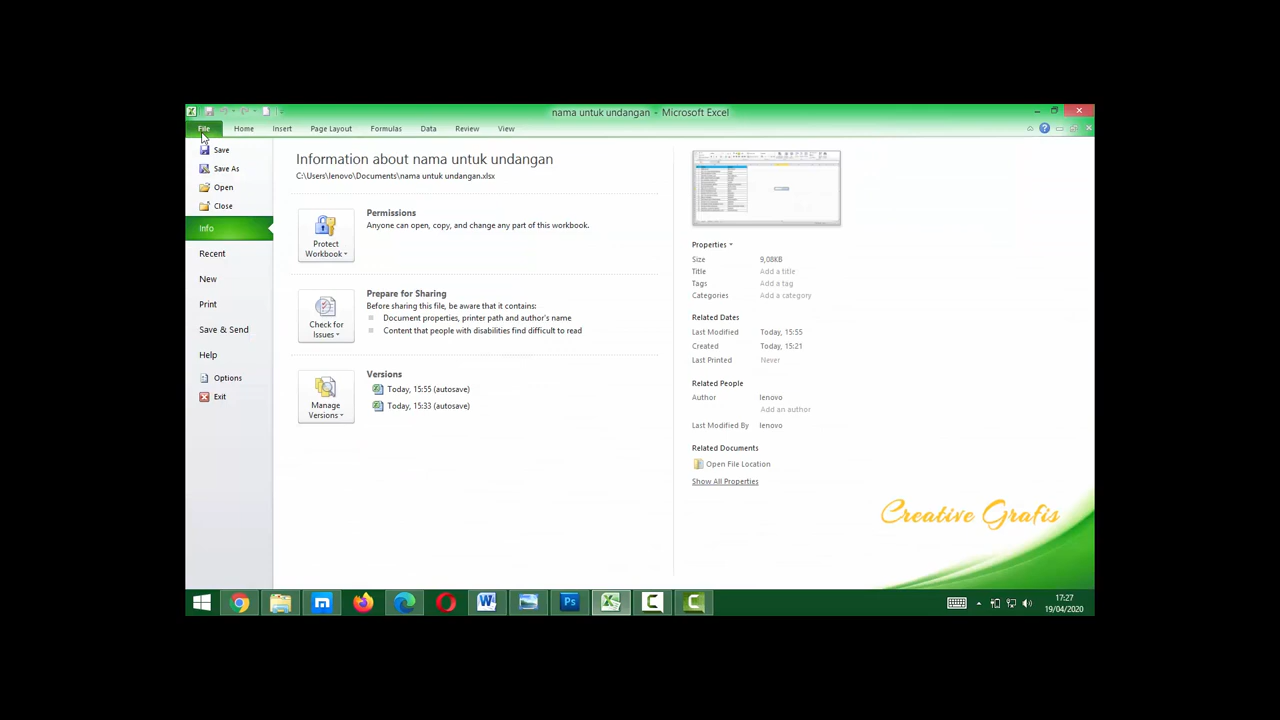 nama untuk undangan - Microsoft Excel
File Home Insert Page Layout Formulas Data Review View
Save
Save As
Open
Close
Info
Recent
New
Print
Save & Send
Help
Options
Exit
Information about nama untuk undangan
C:\Users\lenovo\Documents\nama untuk undangan.xlsx
Protect
Workbook
Permissions
Anyone can open, copy, and change any part of this workbook.
Check for
Issues
Prepare for Sharing
Before sharing this file, be aware that it contains:
Document properties, printer path and author's name
Content that people with disabilities find difficult to read
Manage
Versions
Versions
Today, 15:55 (autosave)
Today, 15:33 (autosave)
Properties
Size 9,08KB
Title Add a title
Tags Add a tag
Categories Add a category
Related Dates
Last Modified Today, 15:55
Created Today, 15:21
Last Printed Never
Related People
Author lenovo
Add an author
Last Modified By lenovo
Related Documents
Open File Location
Show All Properties
Creative Grafis
17:27
19/04/2020